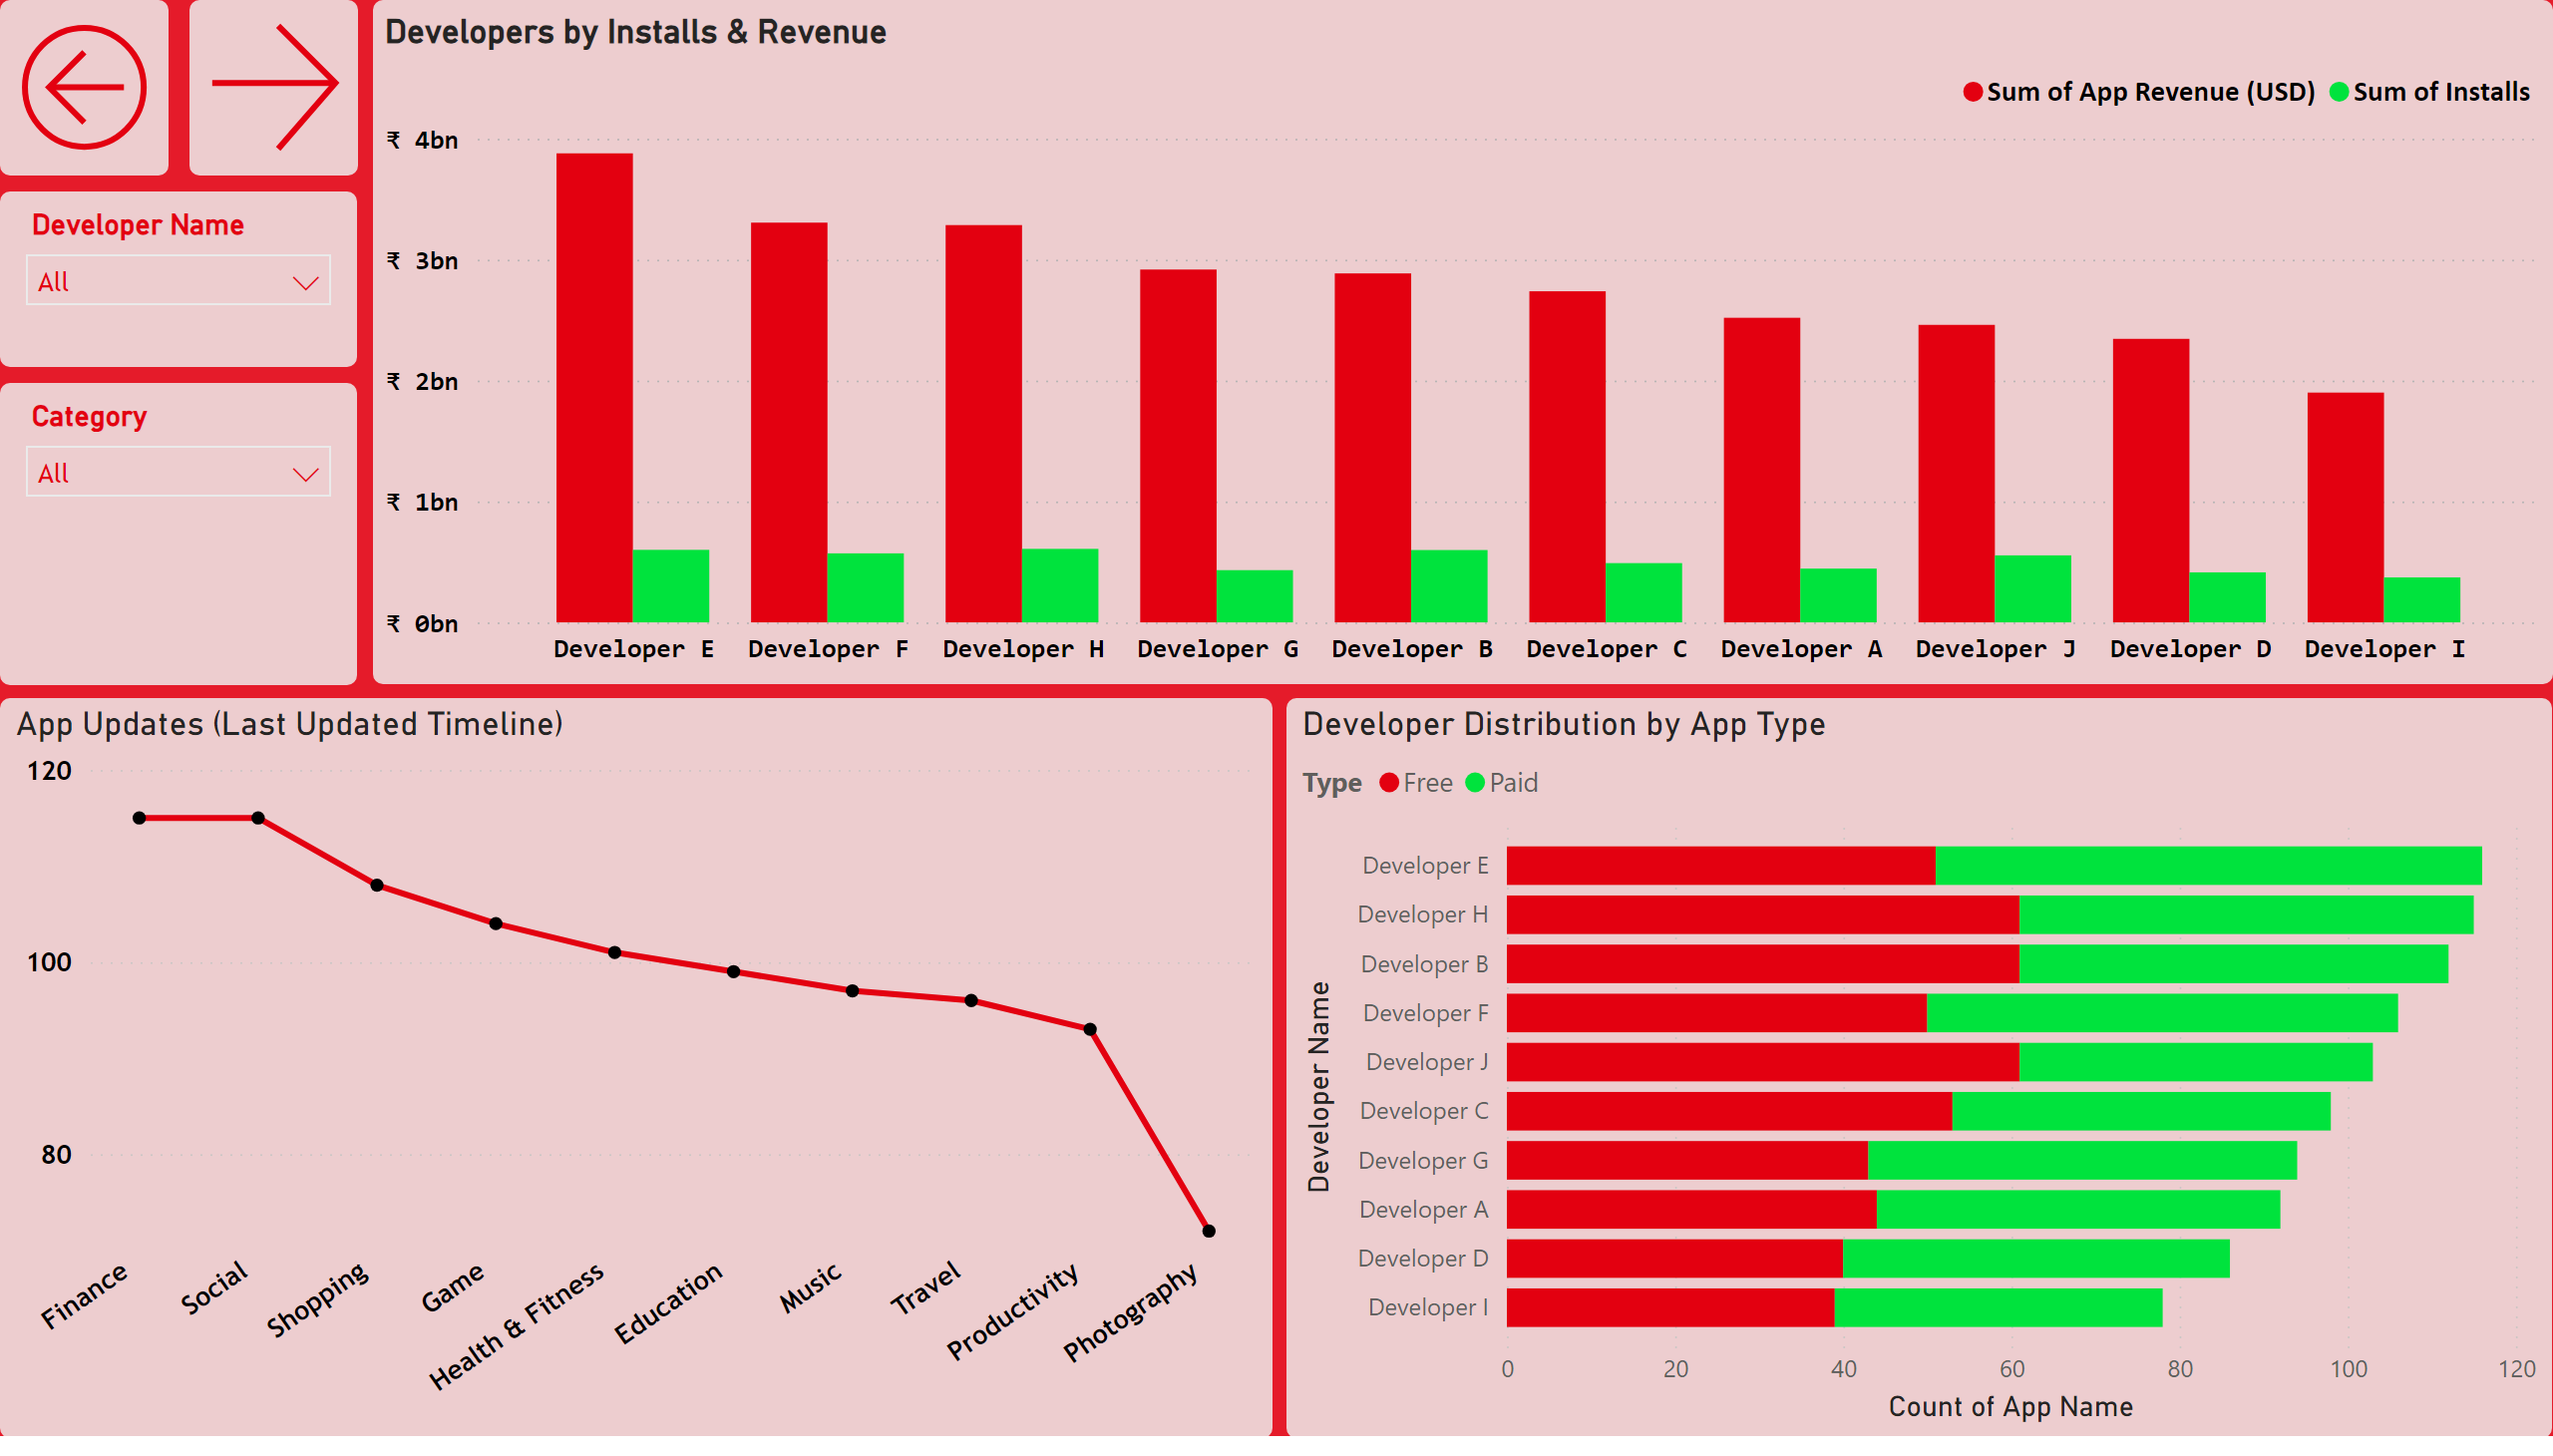 Developers by Installs & Revenue
Sum of App Revenue (USD) Sum of Installs
₹ 4bn
₹ 3bn
₹ 2bn
₹ 1bn
₹ 0bn
Developer E Developer F Developer H Developer G Developer B Developer C Developer A Developer J Developer D Developer I
Developer Name
All
Category
All
App Updates (Last Updated Timeline)
120
100
80
Finance Social Shopping Game Health & Fitness Education Music Travel Productivity Photography
Developer Distribution by App Type
Type Free Paid
Developer Name
Developer E
Developer H
Developer B
Developer F
Developer J
Developer C
Developer G
Developer A
Developer D
Developer I
0 20 40 60 80 100 120
Count of App Name